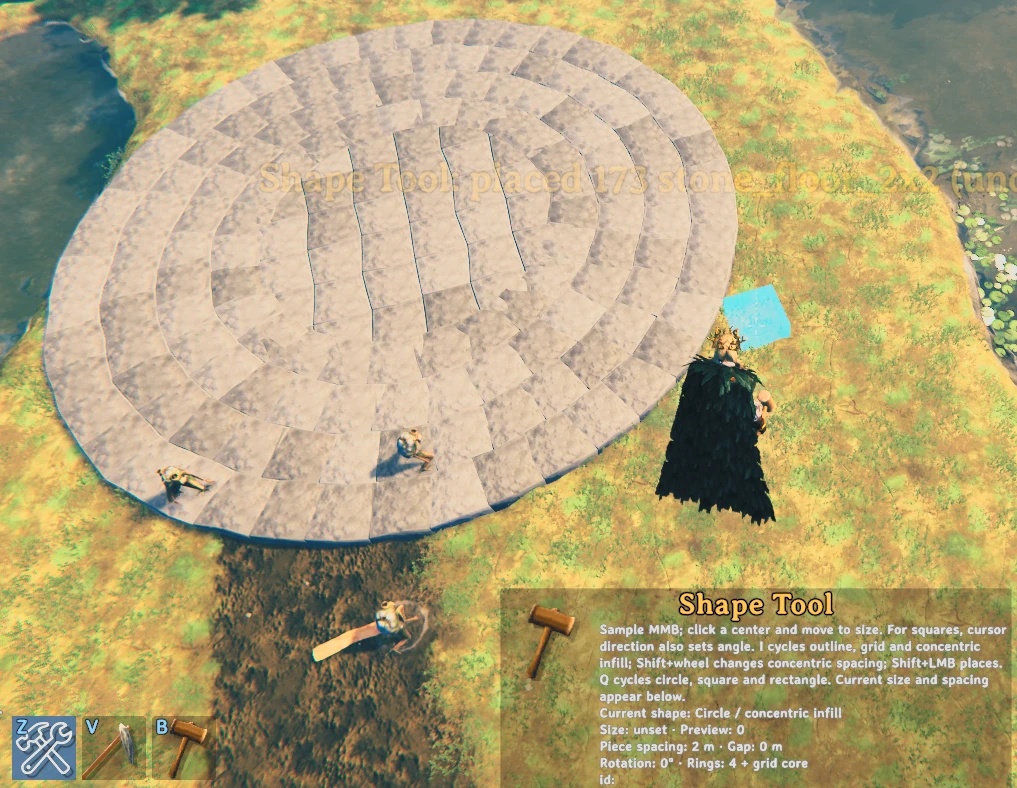 Shape Tool: placed 173 stone_floor_2x2 (und
Shape Tool
Sample MMB; click a center and move to size. For squares, cursor
direction also sets angle. I cycles outline, grid and concentric
infill; Shift+wheel changes concentric spacing; Shift+LMB places.
Q cycles circle, square and rectangle. Current size and spacing
appear below.
Current shape: Circle / concentric infill
Size: unset · Preview: 0
Piece spacing: 2 m · Gap: 0 m
Rotation: 0° · Rings: 4 + grid core
id:
Z V B